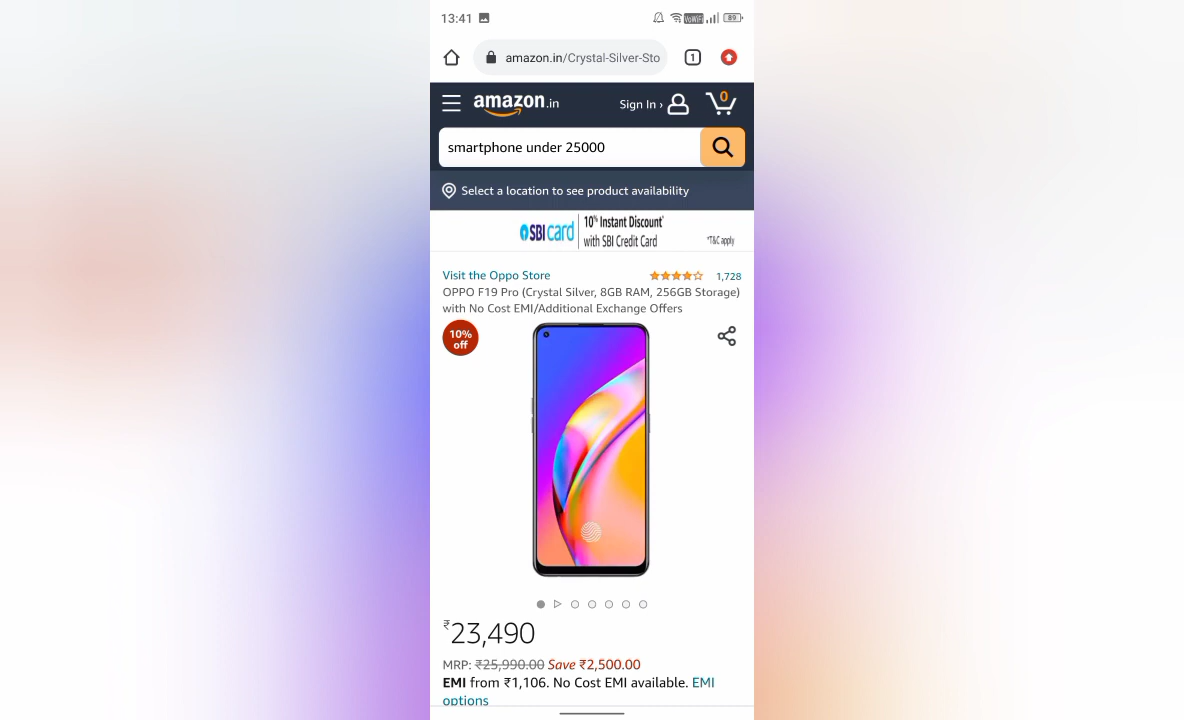 13:41
VoWiFi
89
amazon.in/Crystal-Silver-Sto
1
amazon.in
Sign In ›
0
smartphone under 25000
Select a location to see product availability
SBI card
10% Instant Discount*
with SBI Credit Card
*T&C apply
Visit the Oppo Store
1,728
OPPO F19 Pro (Crystal Silver, 8GB RAM, 256GB Storage)
with No Cost EMI/Additional Exchange Offers
10%
off
₹23,490
MRP: ₹25,990.00 Save ₹2,500.00
EMI from ₹1,106. No Cost EMI available. EMI
options